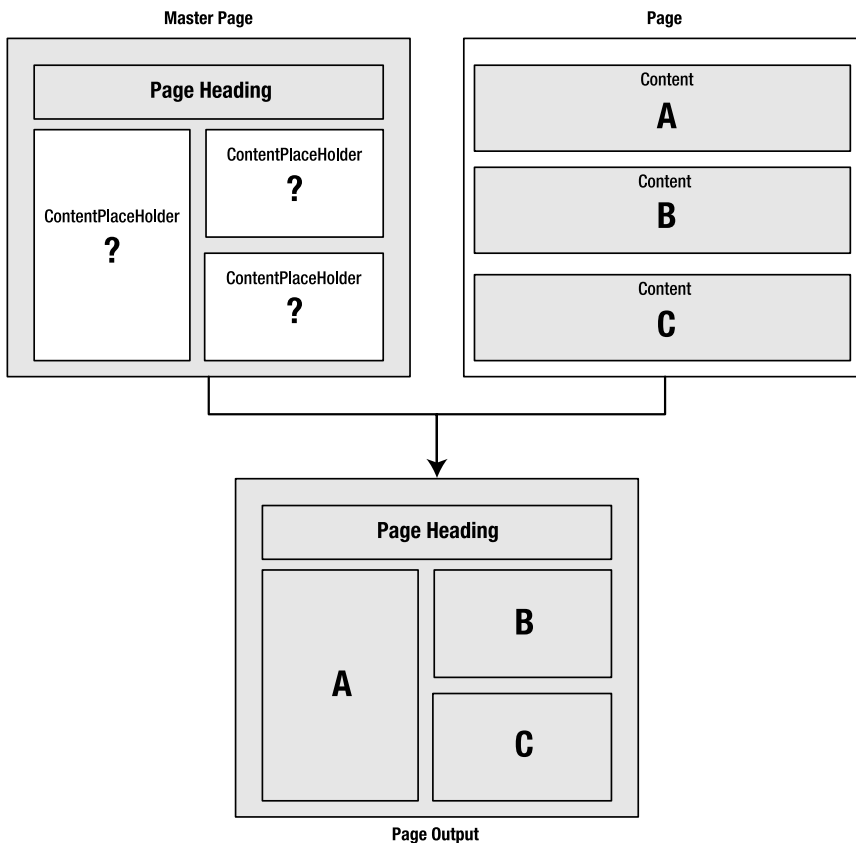 Master Page
Page Heading
ContentPlaceHolder
?
ContentPlaceHolder
?
ContentPlaceHolder
?
Page
Content
A
Content
B
Content
C
Page Heading
A
B
C
Page Output